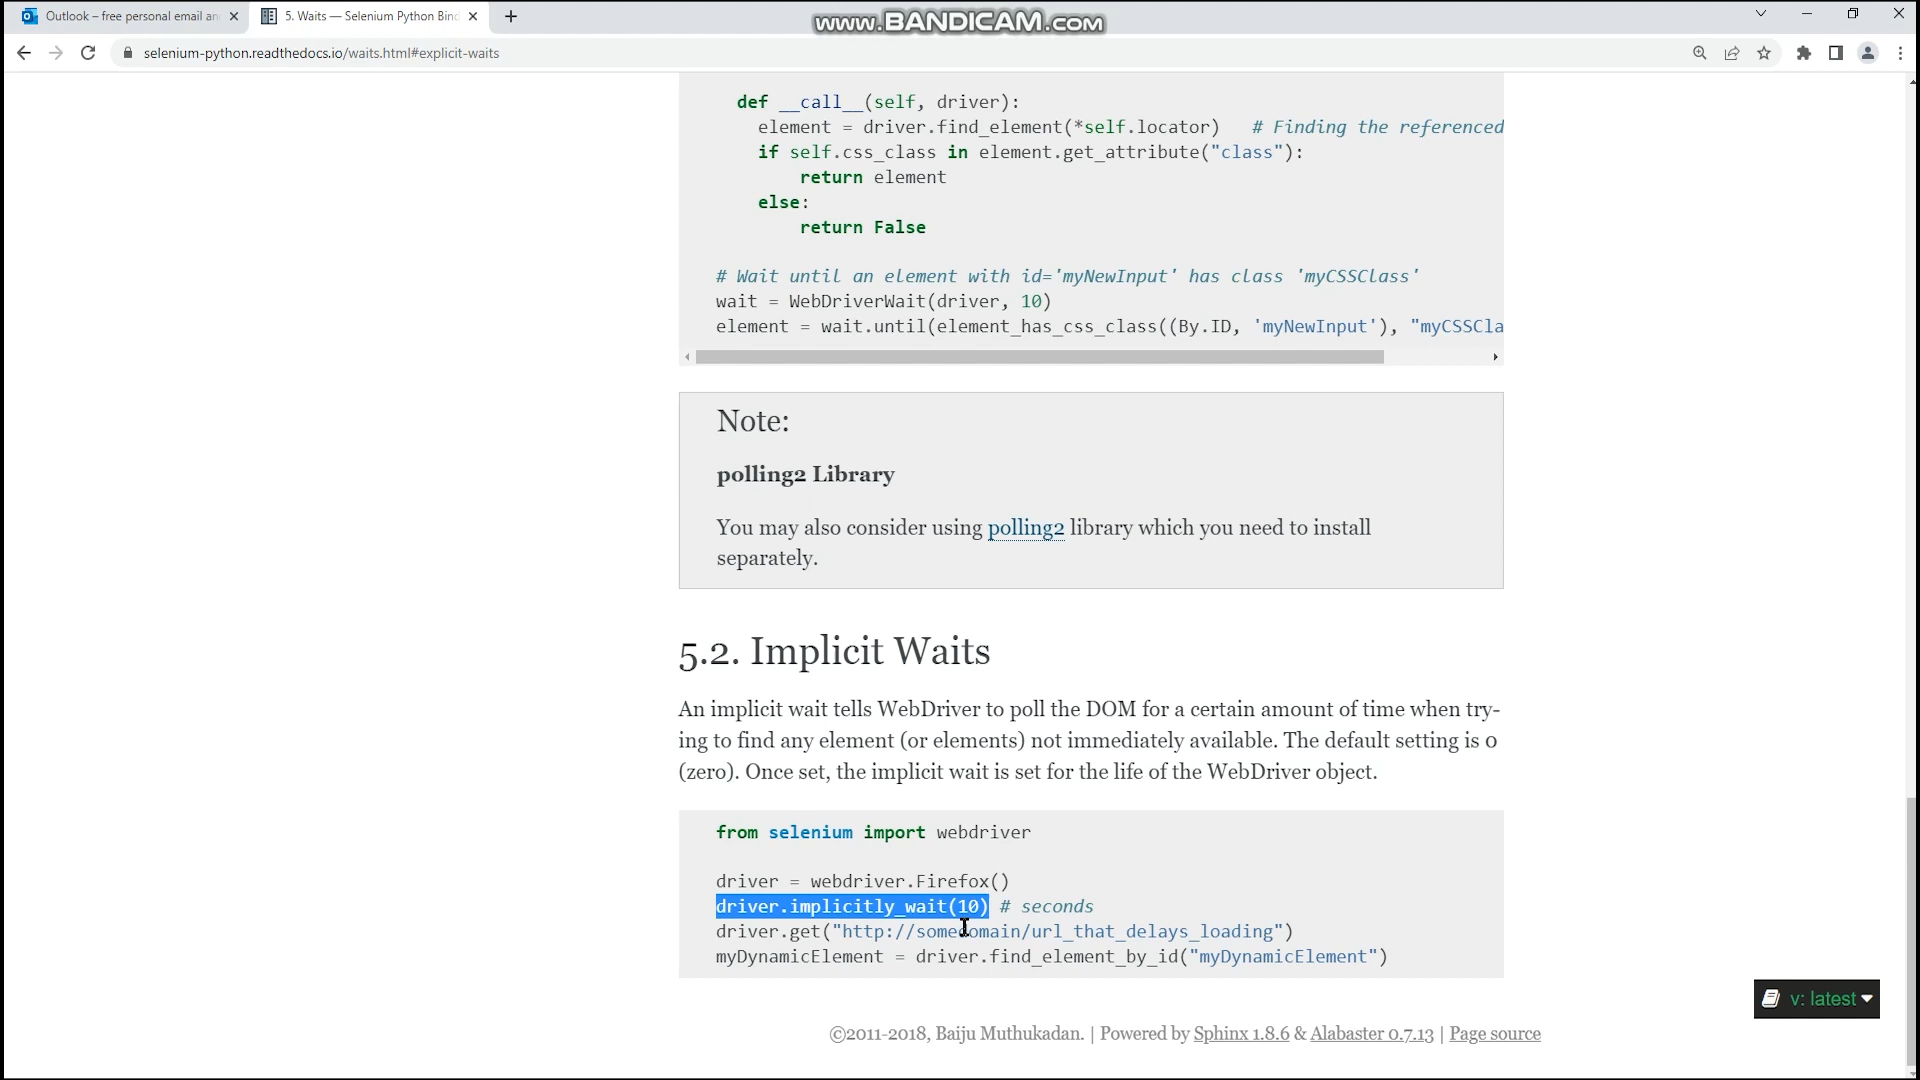 Outlook – free personal email an
5. Waits — Selenium Python Bind
www.BANDICAM.com
selenium-python.readthedocs.io/waits.html#explicit-waits
def __call__(self, driver):
element = driver.find_element(*self.locator)   # Finding the referenced
if self.css_class in element.get_attribute("class"):
return element
else:
return False
# Wait until an element with id='myNewInput' has class 'myCSSClass'
wait = WebDriverWait(driver, 10)
element = wait.until(element_has_css_class((By.ID, 'myNewInput'), "myCSSCla
Note:
polling2 Library
You may also consider using polling2 library which you need to install
separately.
5.2. Implicit Waits
An implicit wait tells WebDriver to poll the DOM for a certain amount of time when try-
ing to find any element (or elements) not immediately available. The default setting is 0
(zero). Once set, the implicit wait is set for the life of the WebDriver object.
from selenium import webdriver
driver = webdriver.Firefox()
driver.implicitly_wait(10) # seconds
driver.get("http://somedomain/url_that_delays_loading")
myDynamicElement = driver.find_element_by_id("myDynamicElement")
v: latest
©2011-2018, Baiju Muthukadan. | Powered by Sphinx 1.8.6 & Alabaster 0.7.13 | Page source